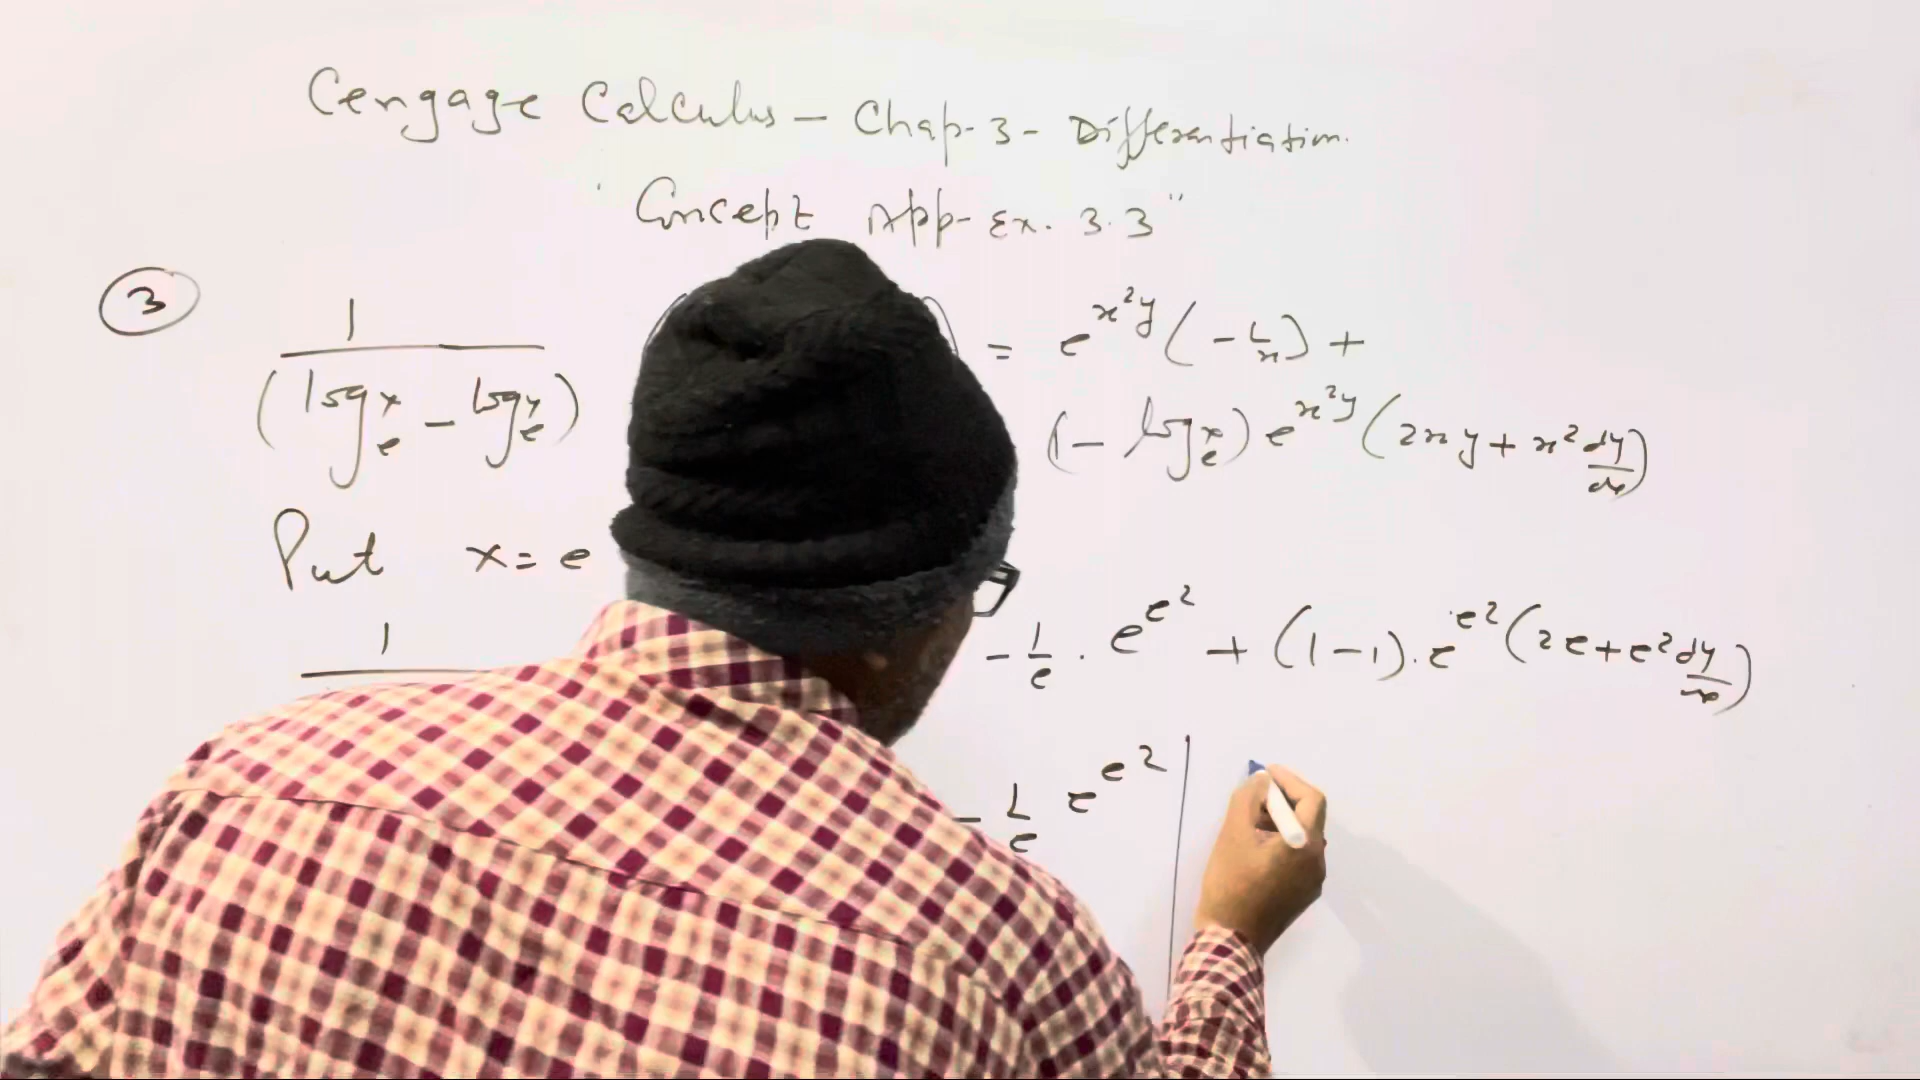 Cengage Calculus - Chap-3 - Differentiation.
"Concept App- Ex. 3.3"
3
1 / (log_e x - log_e y) ( ) = e^{x²y} (-1/x) +
(1 - log_e x) e^{x²y} (2xy + x² dy/dx)
Put x = e
1 - 1/e . e^{e²} + (1-1). e^{e²} (2e + e² dy/dx)
- 1/e e^{e²} |